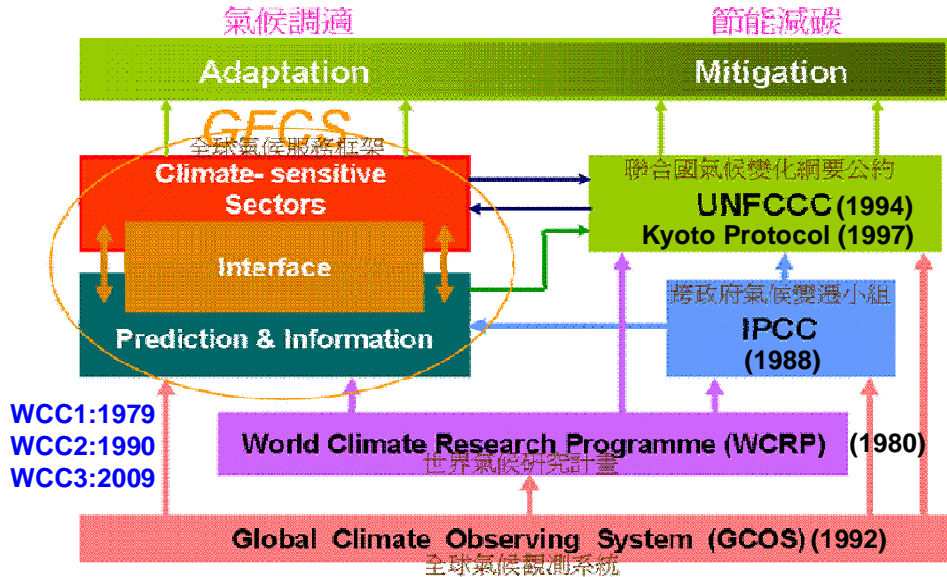 氣候調適
節能減碳
Adaptation
Mitigation
GFCS
全球氣候服務框架
Climate- sensitive
Sectors
Interface
Prediction & Information
聯合國氣候變化綱要公約
UNFCCC (1994)
Kyoto Protocol (1997)
跨政府氣候變遷小組
IPCC
(1988)
WCC1:1979
WCC2:1990
WCC3:2009
World Climate Research Programme (WCRP) (1980)
世界氣候研究計畫
Global Climate Observing System (GCOS) (1992)
全球氣候觀測系統